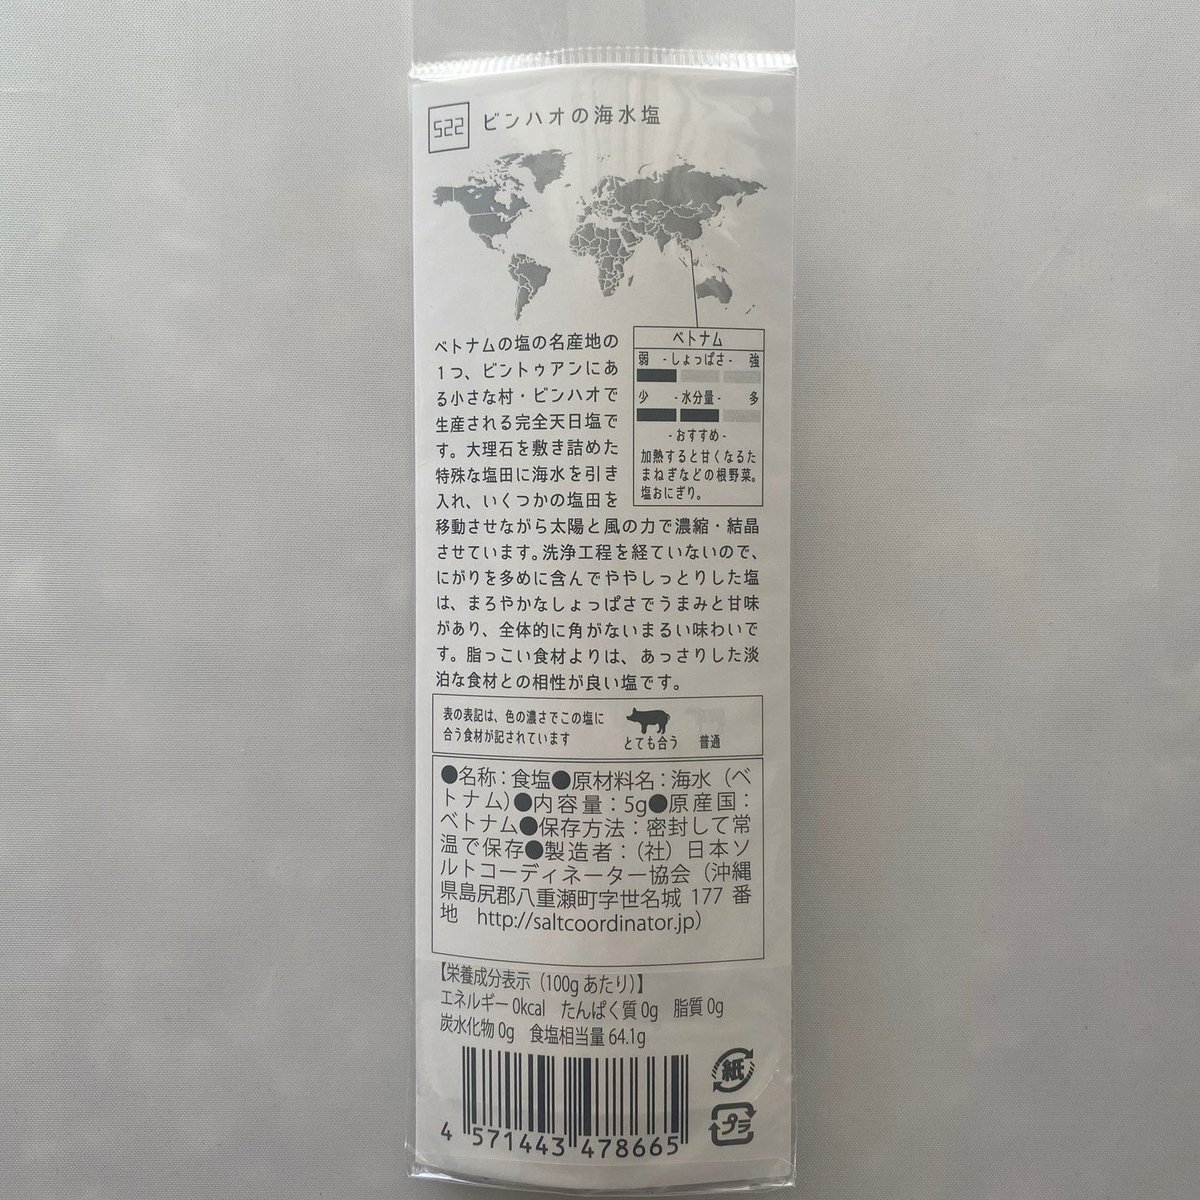 522 ビンハオの海水塩
ベトナムの塩の名産地の
1つ、ビントゥアンにあ
る小さな村・ビンハオで
生産される完全天日塩で
す。大理石を敷き詰めた
特殊な塩田に海水を引き
入れ、いくつかの塩田を
移動させながら太陽と風の力で濃縮・結晶
させています。洗浄工程を経ていないので、
にがりを多めに含んでややしっとりした塩
は、まろやかなしょっぱさでうまみと甘味
があり、全体的に角がないまるい味わいで
す。脂っこい食材よりは、あっさりした淡
泊な食材との相性が良い塩です。
ベトナム
弱 -しょっぱさ- 強
少 -水分量- 多
-おすすめ-
加熱すると甘くなるた
まねぎなどの根野菜。
塩おにぎり。
表の表記は、色の濃さでこの塩に
合う食材が記されています
とても合う 普通
●名称：食塩●原材料名：海水（ベ
トナム）●内容量：5g●原産国：
ベトナム●保存方法：密封して常
温で保存●製造者：（社）日本ソ
ルトコーディネーター協会（沖縄
県島尻郡八重瀬町字世名城 177 番
地 http://saltcoordinator.jp）
【栄養成分表示（100g あたり）】
エネルギー 0kcal たんぱく質 0g 脂質 0g
炭水化物 0g 食塩相当量 64.1g
4 571443 478665
紙
プラ